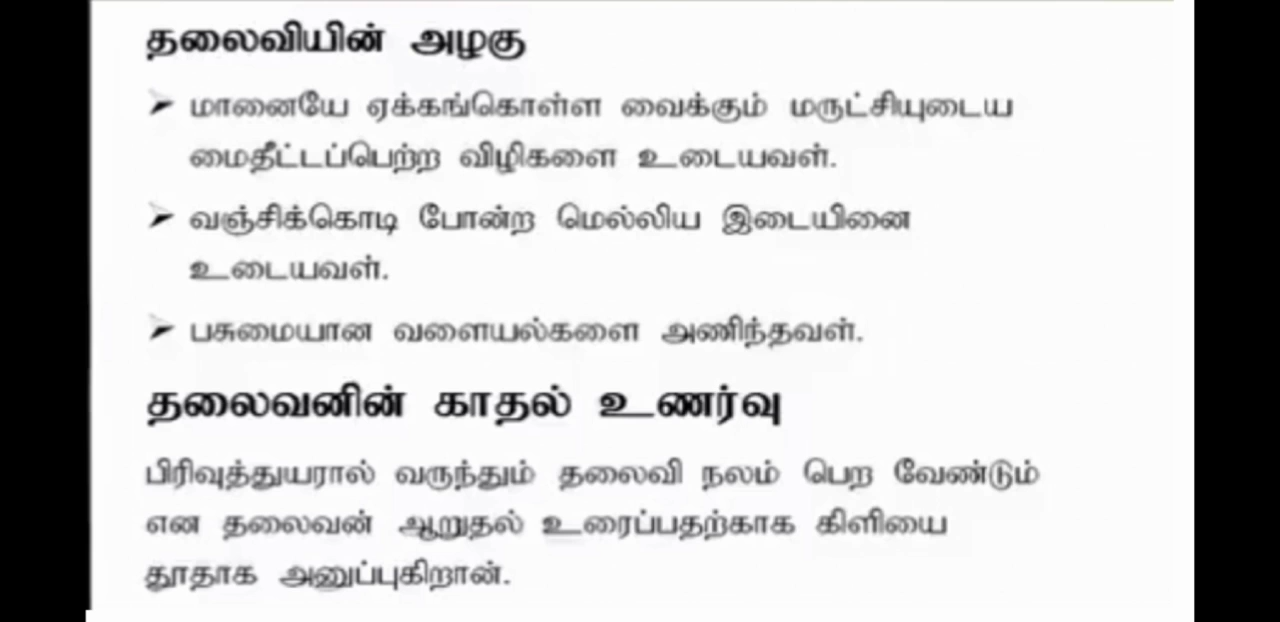 தலைவியின் அழகு
➤ மானையே ஏக்கங்கொள்ள வைக்கும் மருட்சியுடைய
மைதீட்டப்பெற்ற விழிகளை உடையவள்.
➤ வஞ்சிக்கொடி போன்ற மெல்லிய இடையினை
உடையவள்.
➤ பசுமையான வளையல்களை அணிந்தவள்.
தலைவனின் காதல் உணர்வு
பிரிவுத்துயரால் வருந்தும் தலைவி நலம் பெற வேண்டும்
என தலைவன் ஆறுதல் உரைப்பதற்காக கிளியை
தூதாக அனுப்புகிறான்.